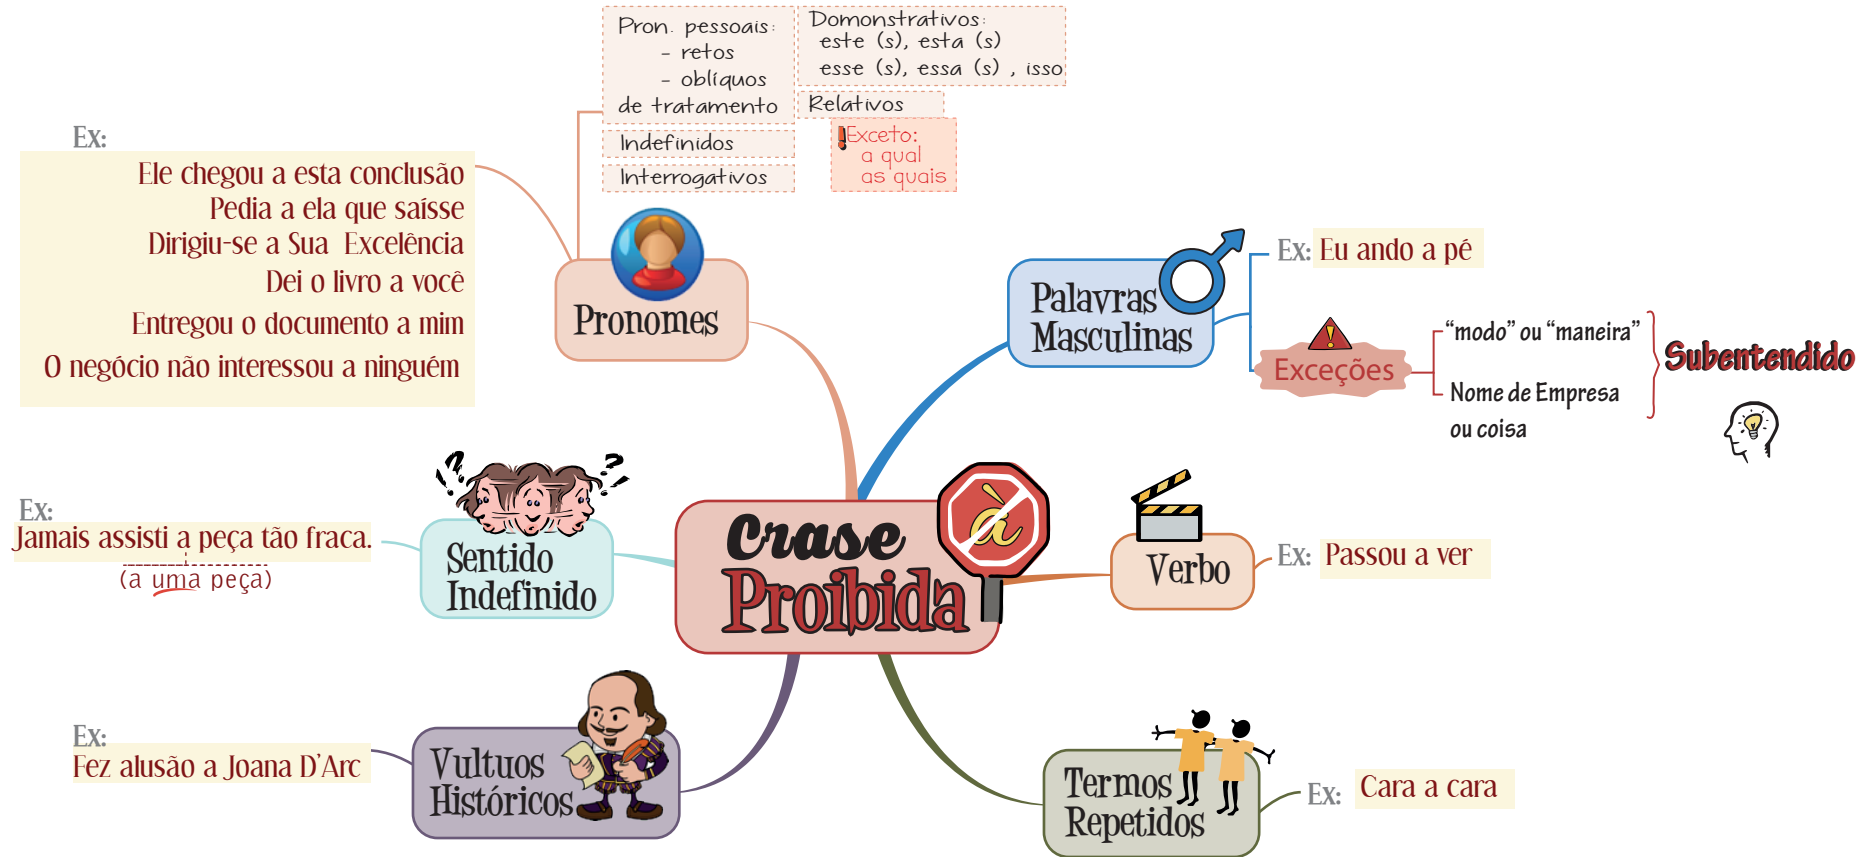 Crase
Proibida
à
Pronomes
Pron. pessoais:
- retos
- oblíquos
de tratamento
Indefinidos
Interrogativos
Domonstrativos:
este (s), esta (s)
esse (s), essa (s) , isso
Relativos
!Exceto:
a qual
as quais
Ex:
Ele chegou a esta conclusão
Pedia a ela que saísse
Dirigiu-se a Sua Excelência
Dei o livro a você
Entregou o documento a mim
O negócio não interessou a ninguém
Palavras
Masculinas
Ex: Eu ando a pé
!
Exceções
“modo” ou “maneira”
Nome de Empresa
ou coisa
Subentendido
Sentido
Indefinido
? ! ? !
Ex:
Jamais assisti a peça tão fraca.
(a uma peça)
Verbo
Ex: Passou a ver
Vultuos
Históricos
Ex:
Fez alusão a Joana D’Arc
Termos
Repetidos
Ex: Cara a cara